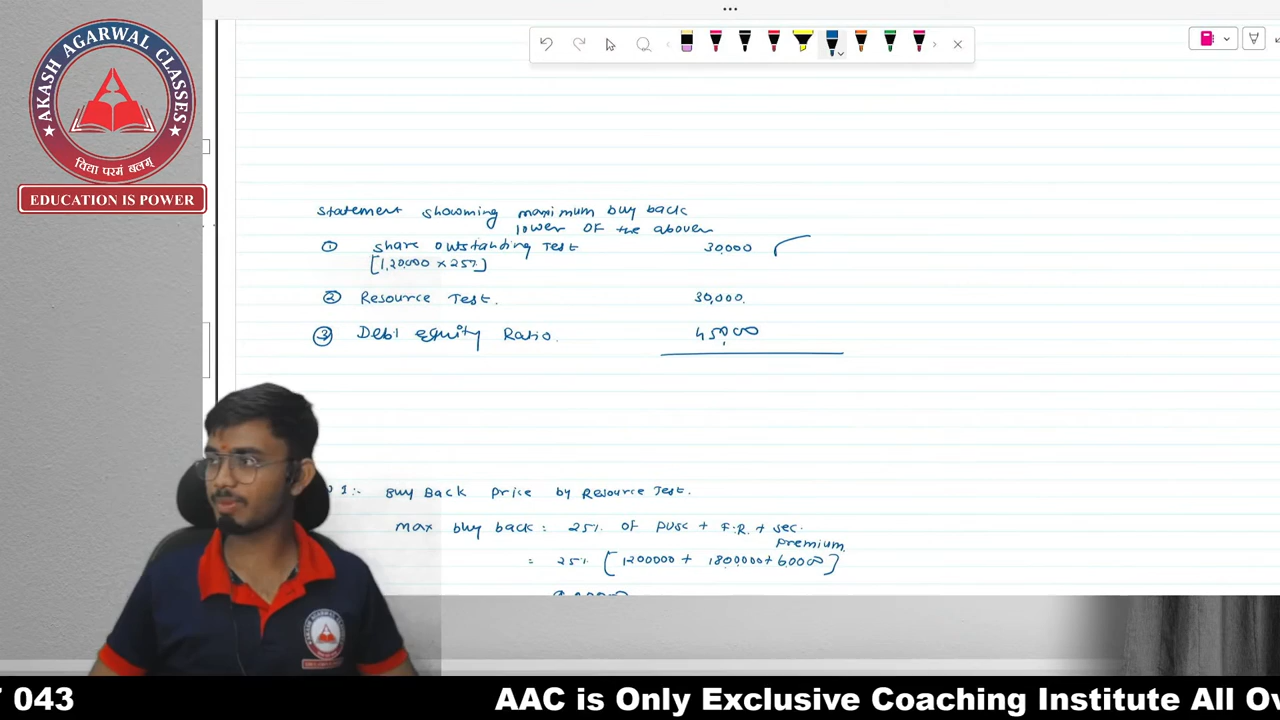 AKASH AGARWAL CLASSES
विद्या परमं बलम्
EDUCATION IS POWER
Statement showming maximum buy back
lower OF the above
① share outstanding Test 30,000
[1,20,000 × 25%]
② Resource Test. 30,000.
③ Debt equity Ratio. 45,000
1:- Buy Back Price by Resource Test.
Max buy back = 25% of PUSC + F.R. + sec.
premium.
= 25% [1200000 + 1800000 + 600000]
043
AAC is Only Exclusive Coaching Institute All Ov